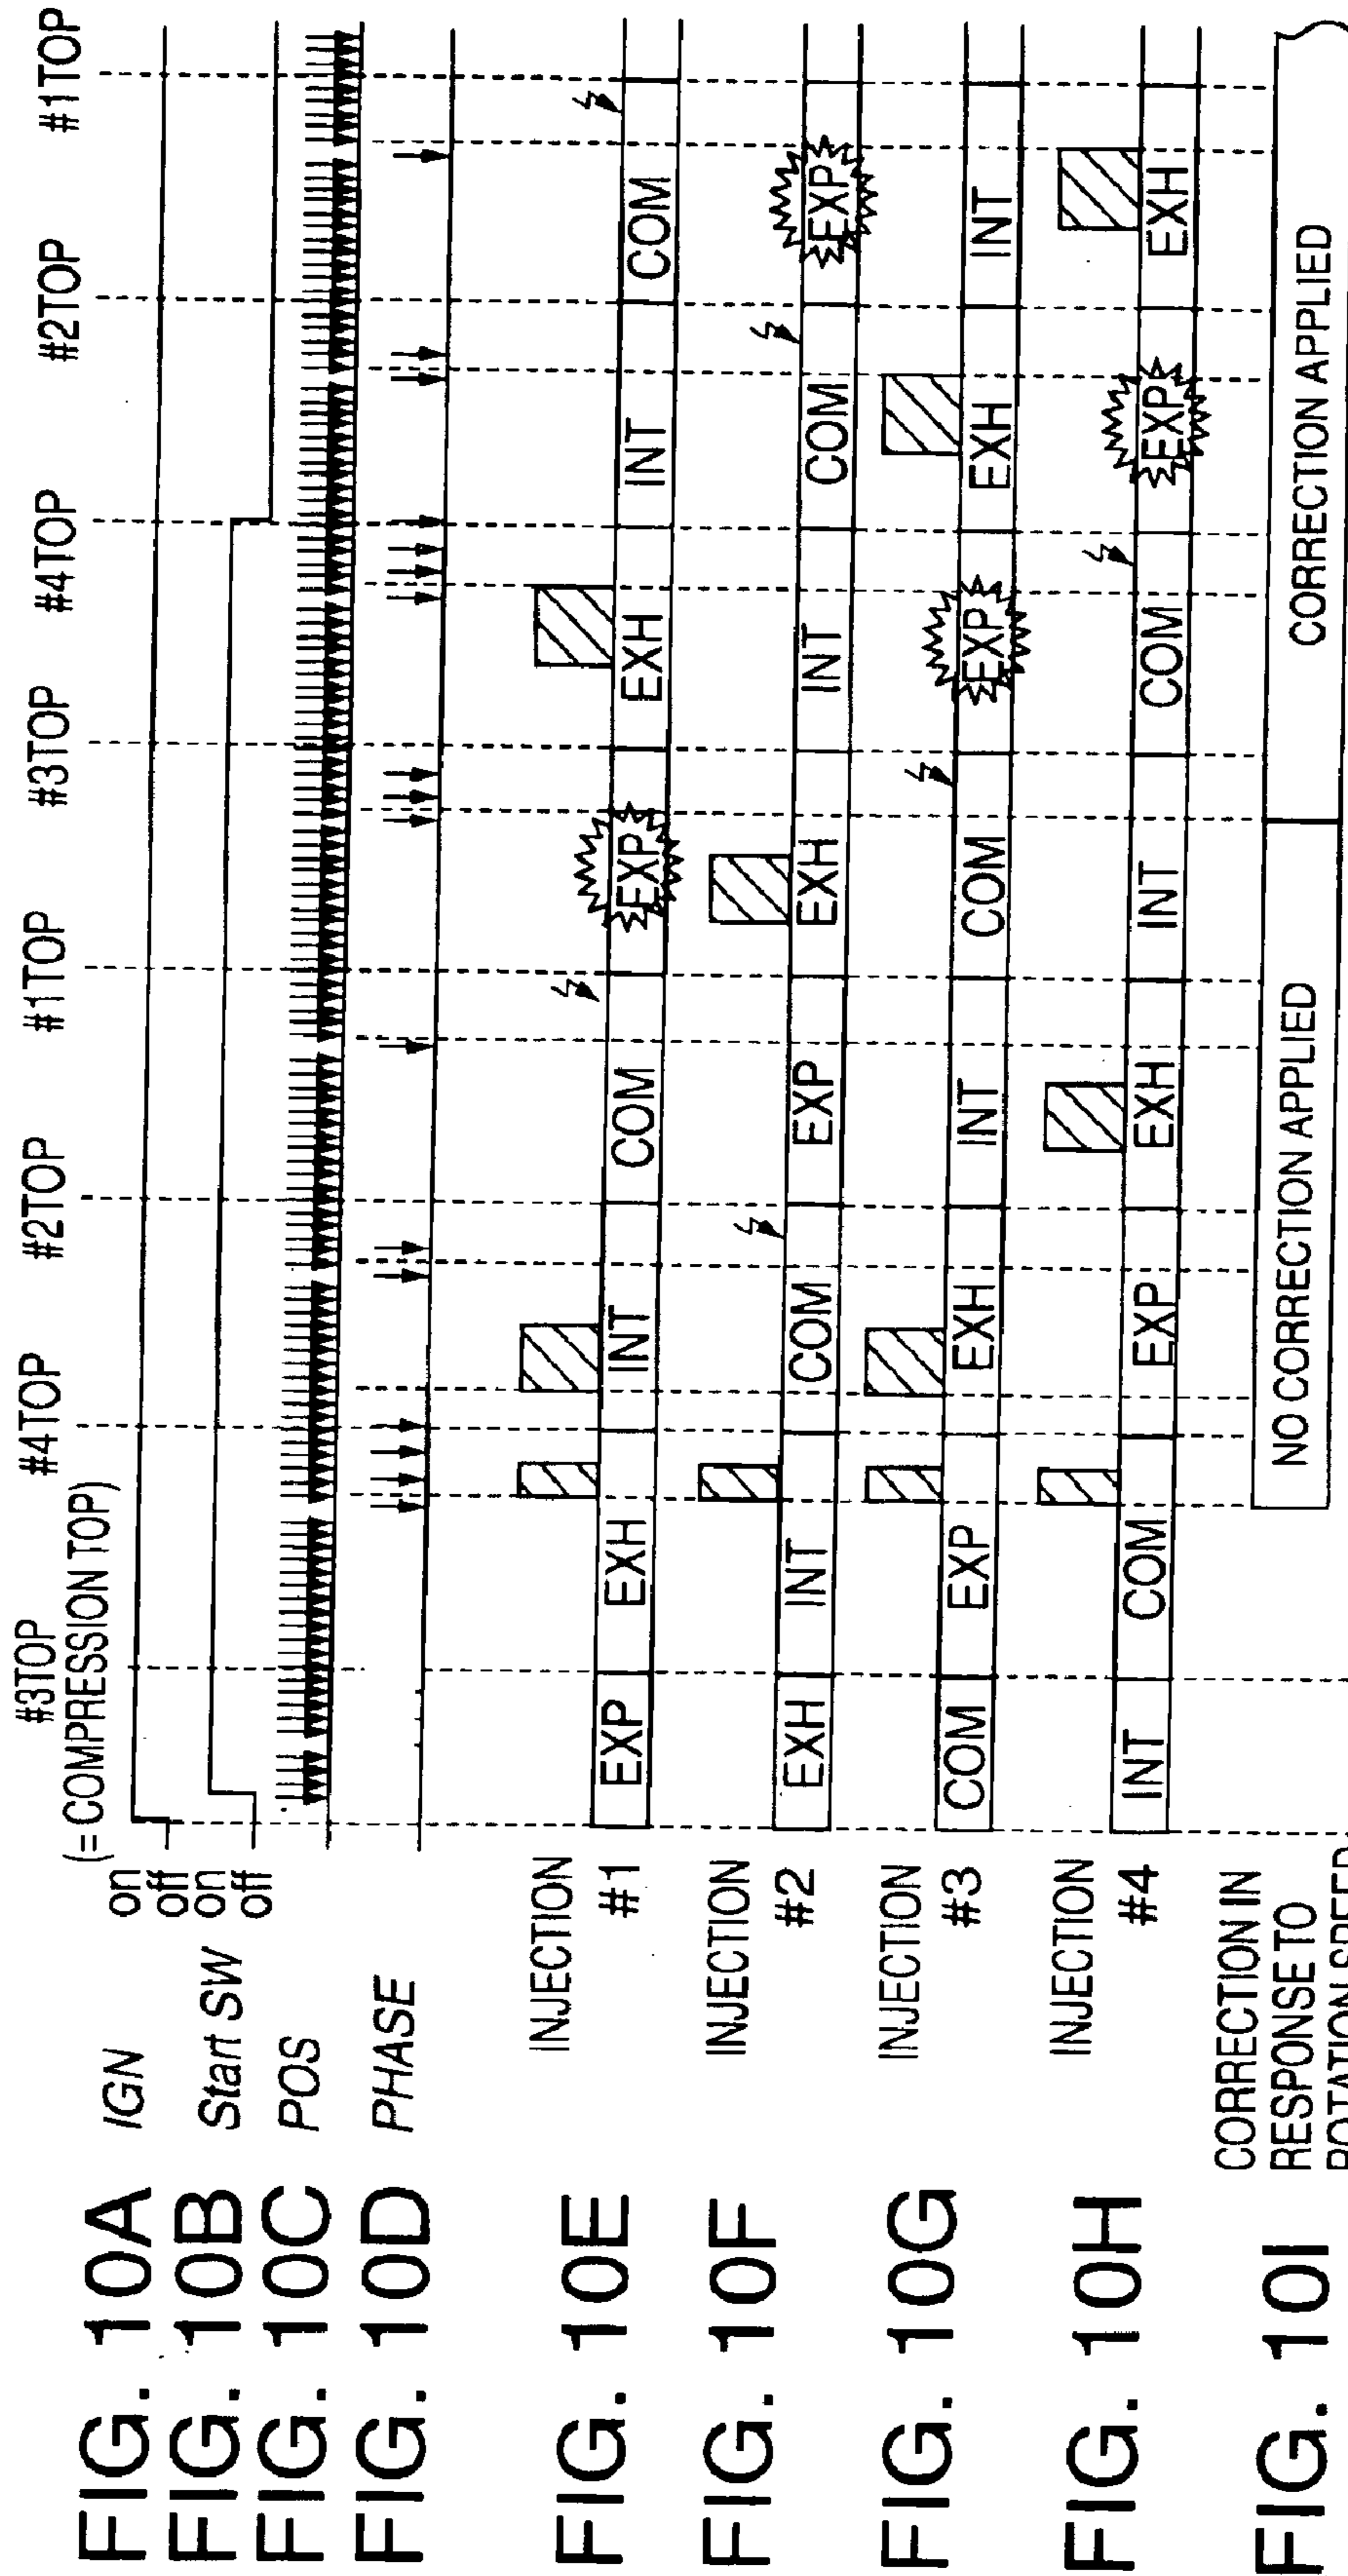 #3TOP
(= COMPRESSION TOP)
#4TOP
#2TOP
#1TOP
#3TOP
#4TOP
#2TOP
#1TOP
FIG. 10A
IGN
on
off
FIG. 10B
Start SW
on
off
FIG. 10C
POS
FIG. 10D
PHASE
FIG. 10E
INJECTION
#1
EXP
EXH
INT
COM
EXP
EXH
INT
COM
FIG. 10F
INJECTION
#2
EXH
INT
COM
EXP
EXH
INT
COM
EXP
FIG. 10G
INJECTION
#3
COM
EXP
EXH
INT
COM
EXP
EXH
INT
FIG. 10H
INJECTION
#4
INT
COM
EXP
EXH
INT
COM
EXP
EXH
FIG. 10I
CORRECTION IN
RESPONSE TO
ROTATION SPEED
NO CORRECTION APPLIED
CORRECTION APPLIED